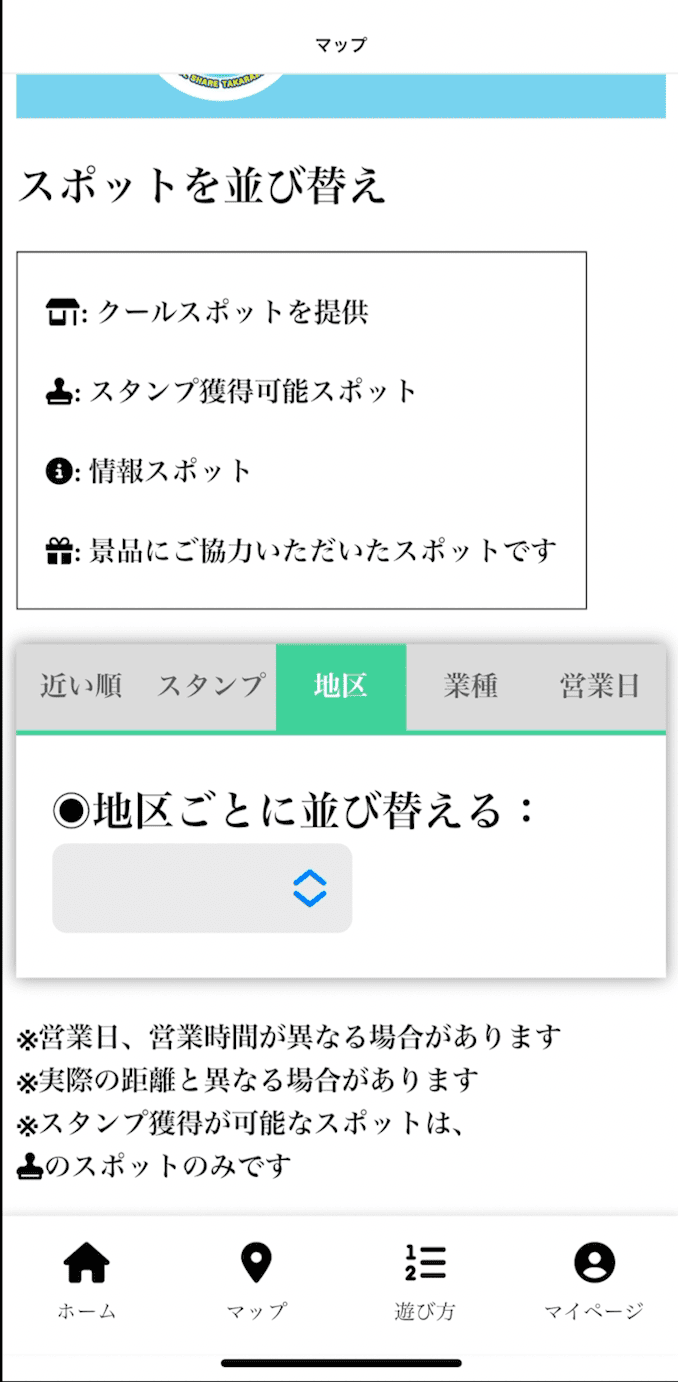 マップ
SHARE TAKARA
スポットを並び替え
: クールスポットを提供
: スタンプ獲得可能スポット
: 情報スポット
: 景品にご協力いただいたスポットです
近い順 スタンプ 地区 業種 営業日
◉地区ごとに並び替える：
※営業日、営業時間が異なる場合があります
※実際の距離と異なる場合があります
※スタンプ獲得が可能なスポットは、
のスポットのみです
ホーム マップ 遊び方 マイページ